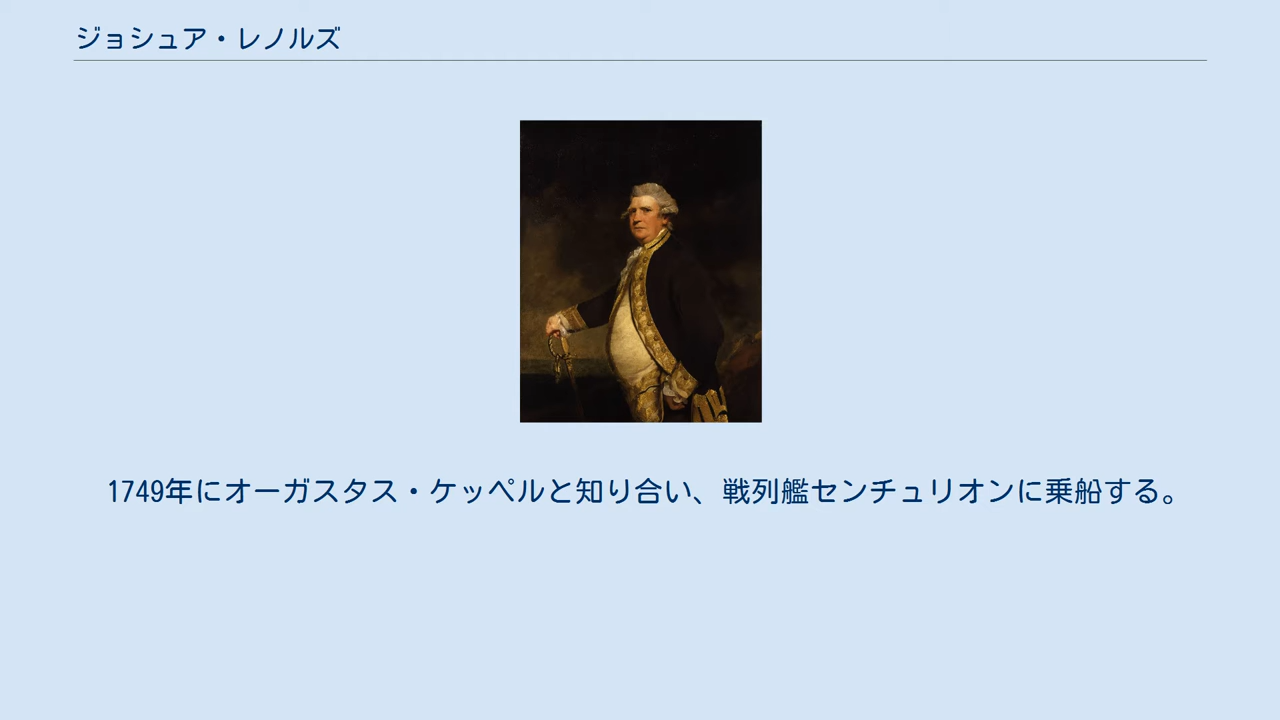 ジョシュア・レノルズ
1749年にオーガスタス・ケッペルと知り合い、戦列艦センチュリオンに乗船する。